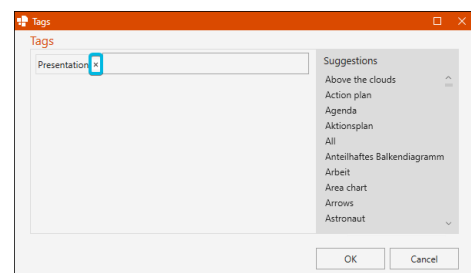 Tags
Tags
Presentation ×
Suggestions
Above the clouds
Action plan
Agenda
Aktionsplan
All
Anteilhaftes Balkendiagramm
Arbeit
Area chart
Arrows
Astronaut
OK
Cancel